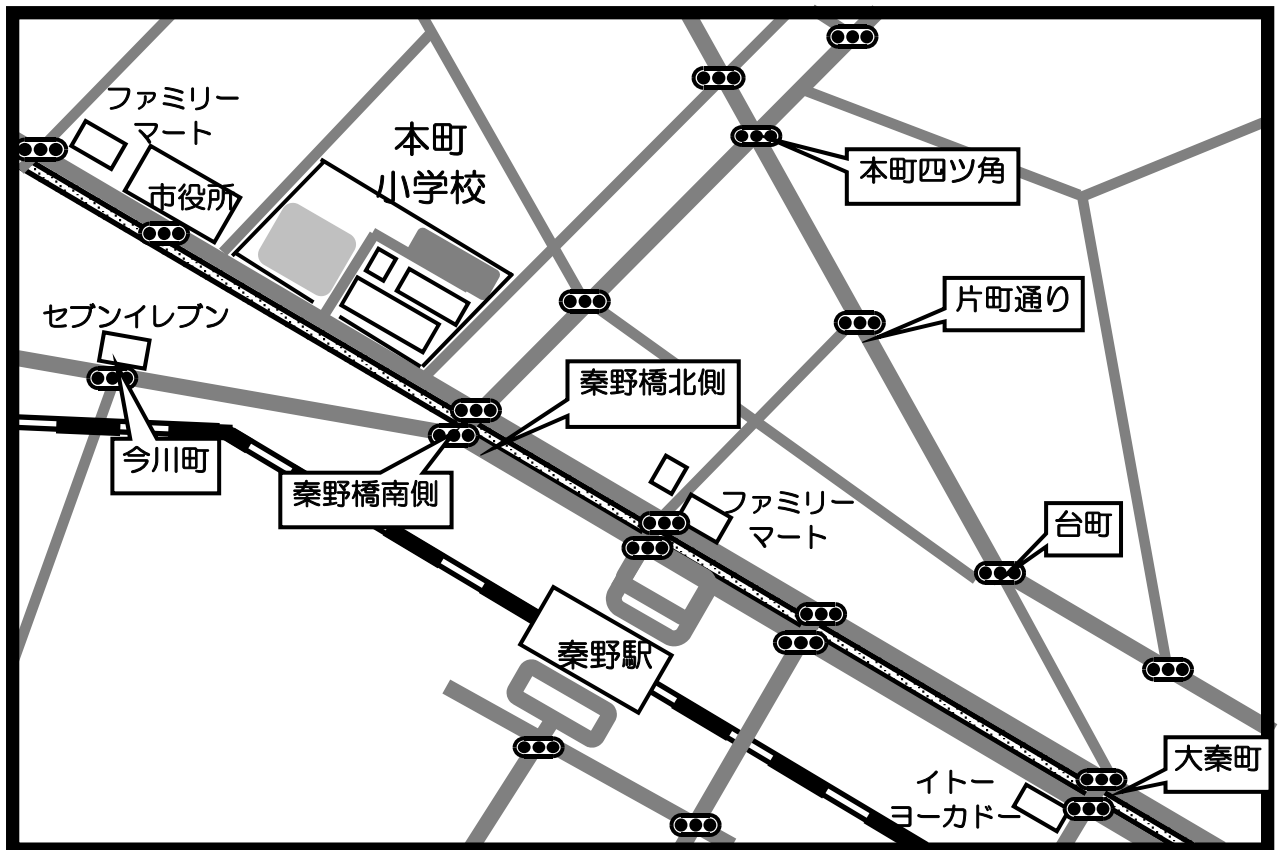 ファミリー
マート
市役所
本町
小学校
本町四ツ角
セブンイレブン
片町通り
秦野橋北側
今川町
秦野橋南側
ファミリー
マート
台町
秦野駅
大秦町
イトー
ヨーカドー